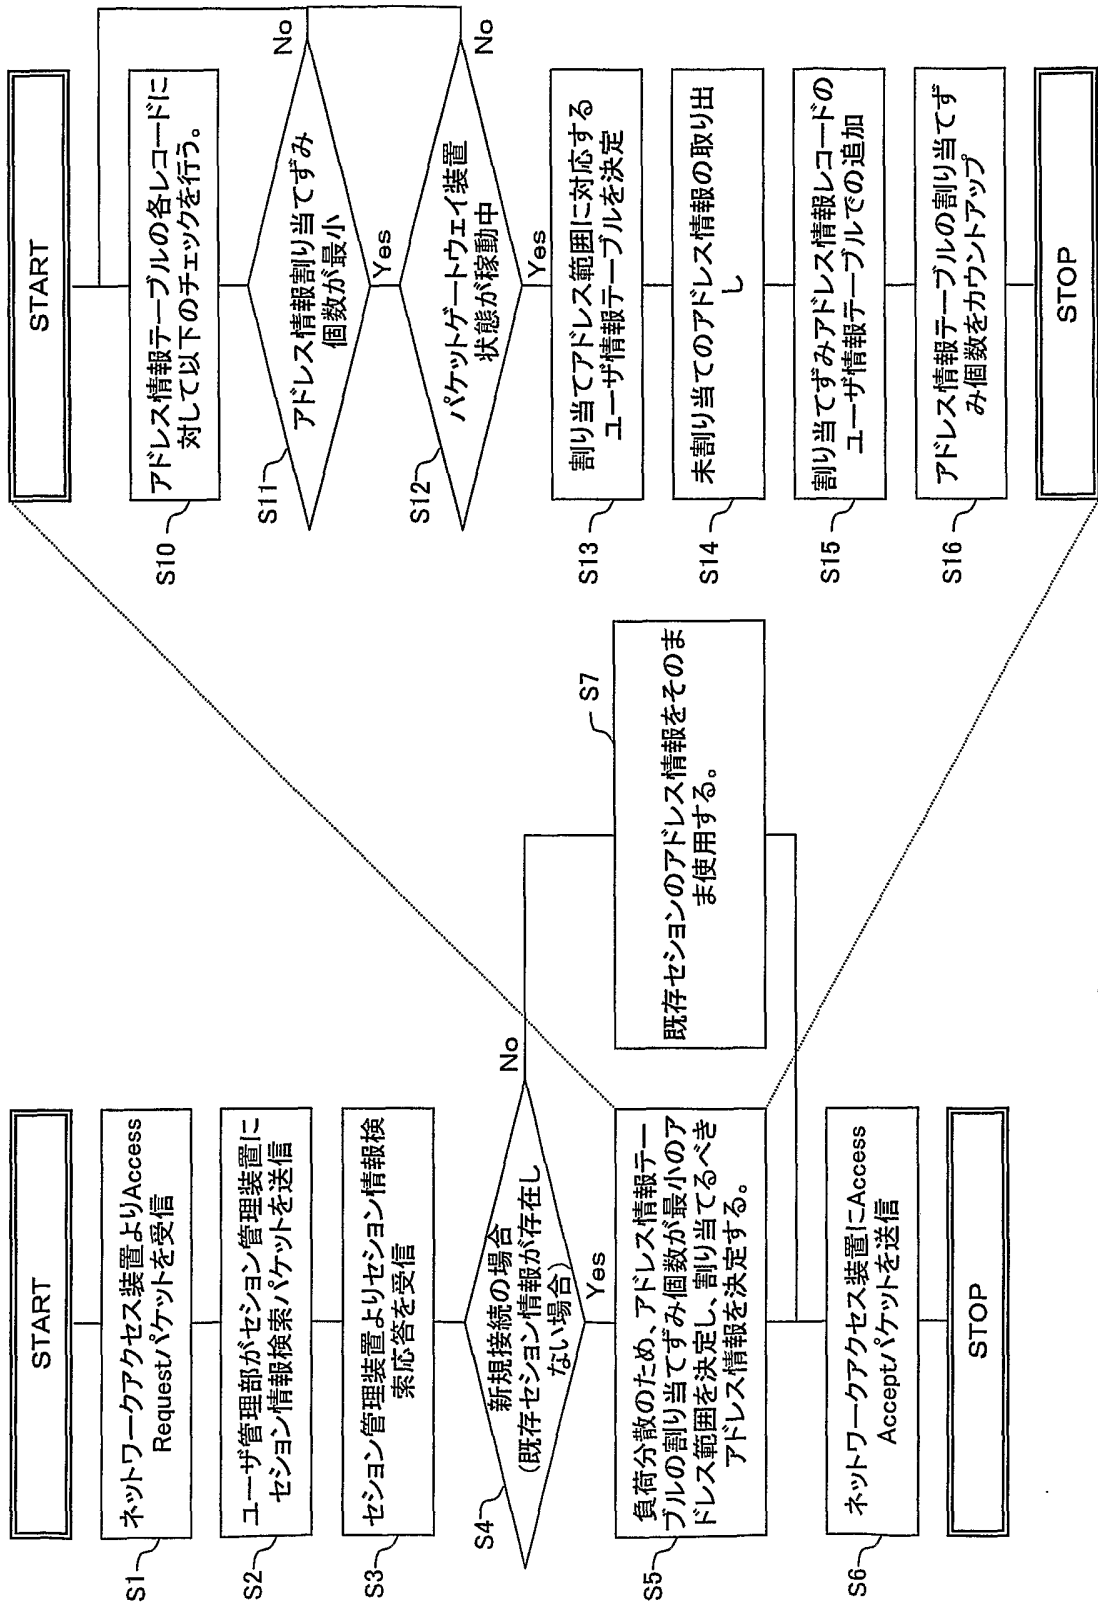 START
S1
ネットワークアクセス装置よりAccess
Requestパケットを受信
S2
ユーザ管理部がセション管理装置に
セション情報検索パケットを送信
S3
セション管理装置よりセション情報検
索応答を受信
S4
新規接続の場合
(既存セション情報が存在し
ない場合)
No
Yes
S5
負荷分散のため、アドレス情報テー
ブルの割り当てずみ個数が最小のア
ドレス範囲を決定し、割り当てるべき
アドレス情報を決定する。
S7
既存セションのアドレス情報をそのま
ま使用する。
S6
ネットワークアクセス装置にAccess
Acceptパケットを送信
STOP
START
S10
アドレス情報テーブルの各レコードに
対して以下のチェックを行う。
S11
アドレス情報割り当てずみ
個数が最小
No
Yes
S12
パケットゲートウェイ装置
状態が稼動中
No
Yes
S13
割り当てアドレス範囲に対応する
ユーザ情報テーブルを決定
S14
未割り当てのアドレス情報の取り出
し
S15
割り当てずみアドレス情報レコードの
ユーザ情報テーブルでの追加
S16
アドレス情報テーブルの割り当てず
み個数をカウントアップ
STOP